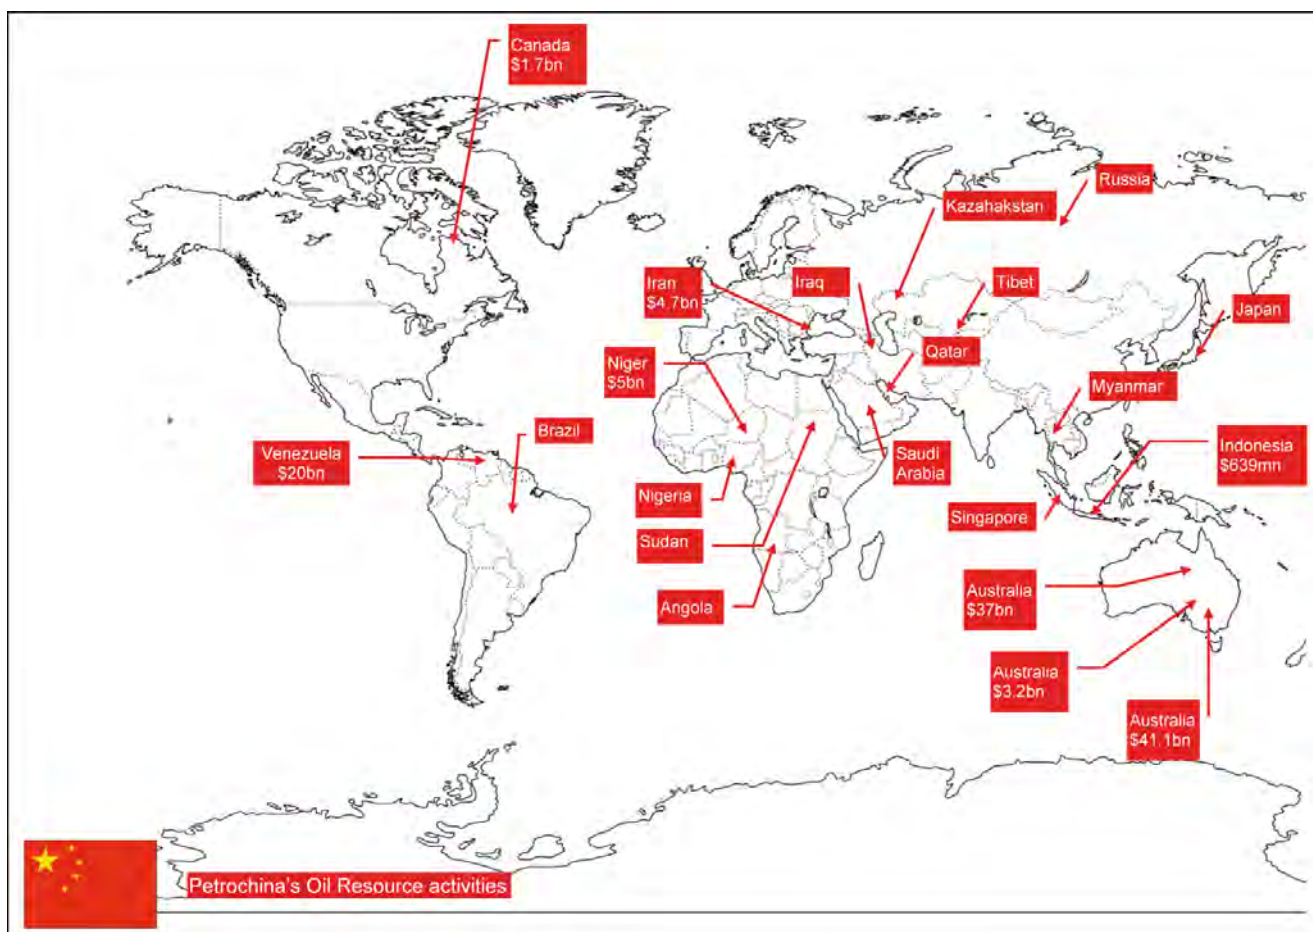 Canada
$1.7bn
Russia
Kazahakstan
Iran
$4.7bn
Iraq
Tibet
Japan
Niger
$5bn
Qatar
Myanmar
Brazil
Venezuela
$20bn
Saudi
Arabia
Indonesia
$639mn
Nigeria
Singapore
Sudan
Angola
Australia
$37bn
Australia
$3.2bn
Australia
$41.1bn
Petrochina's Oil Resource activities